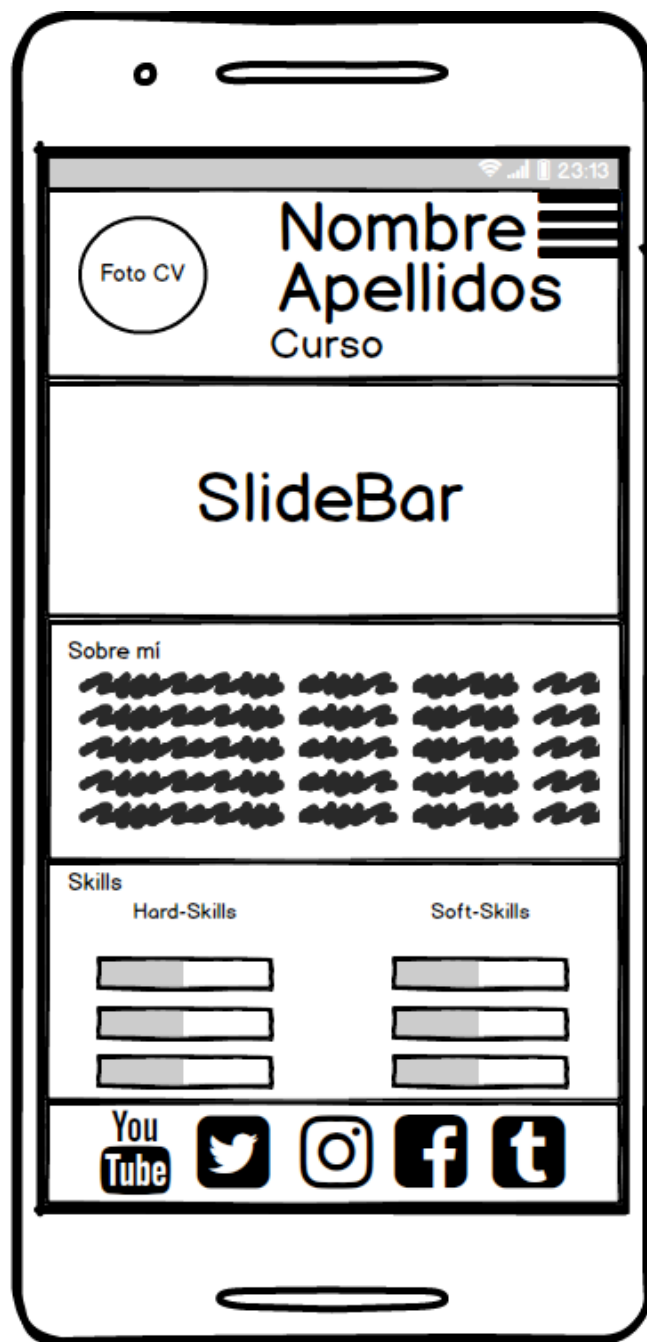 23:13
Foto CV
Nombre
Apellidos
Curso
SlideBar
Sobre mí
Skills
Hard-Skills
Soft-Skills
You
Tube